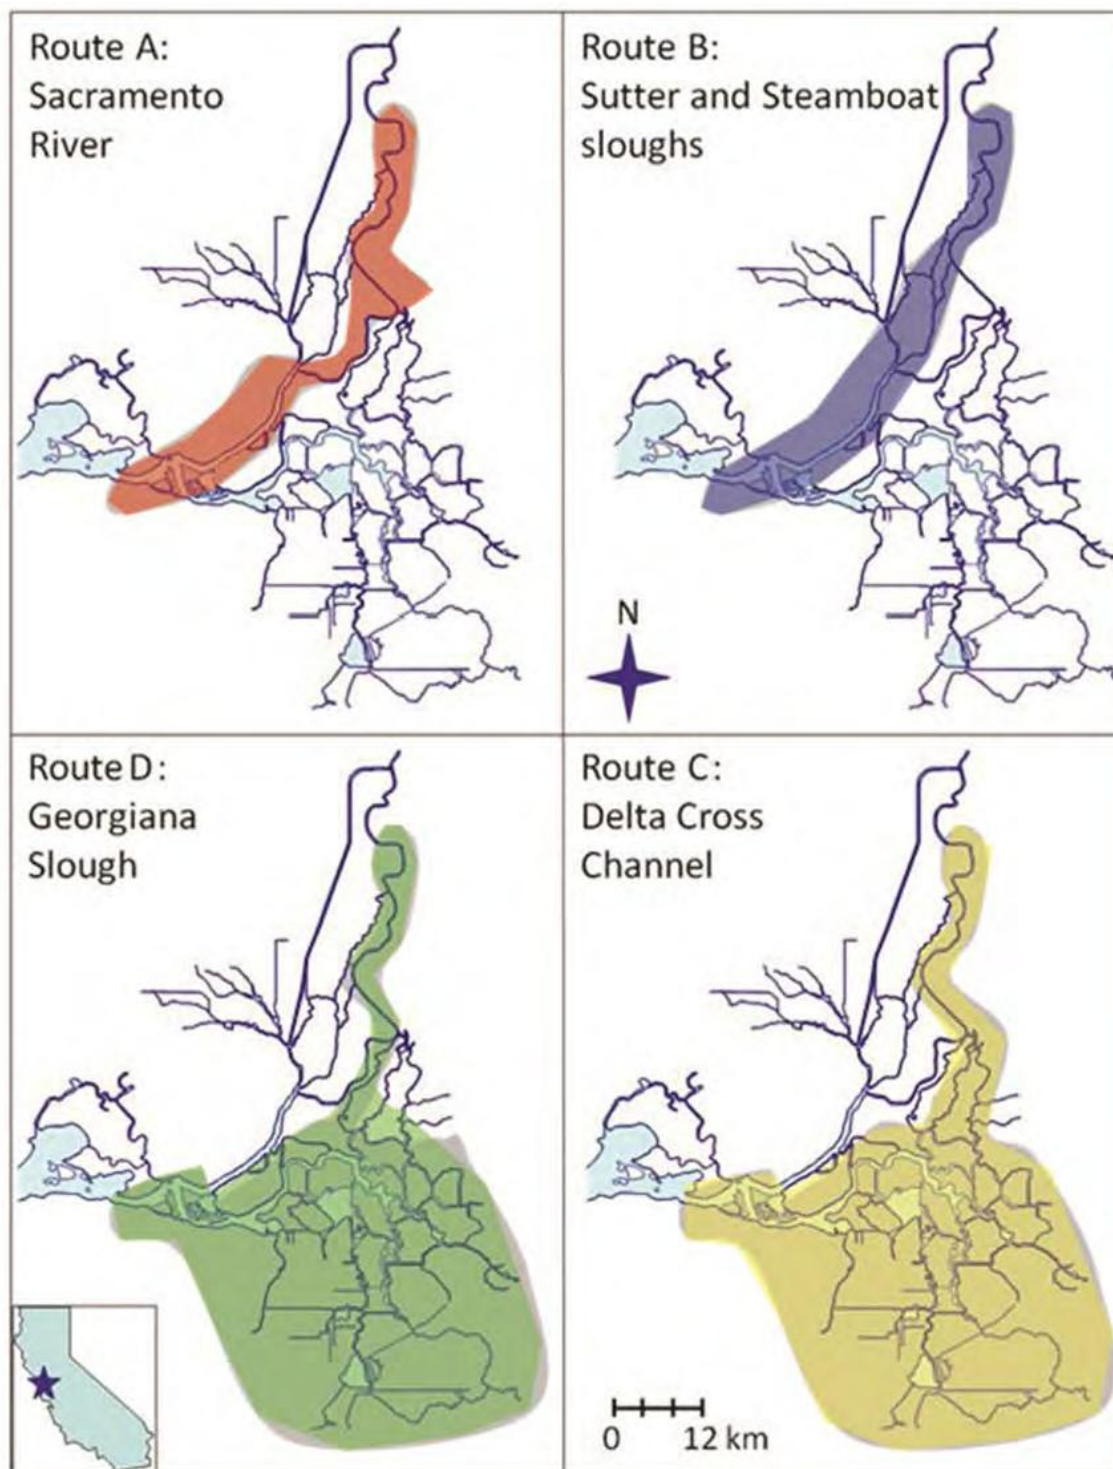 Route A:
Sacramento
River
Route B:
Sutter and Steamboat
sloughs
N
Route D:
Georgiana
Slough
Route C:
Delta Cross
Channel
0 12 km